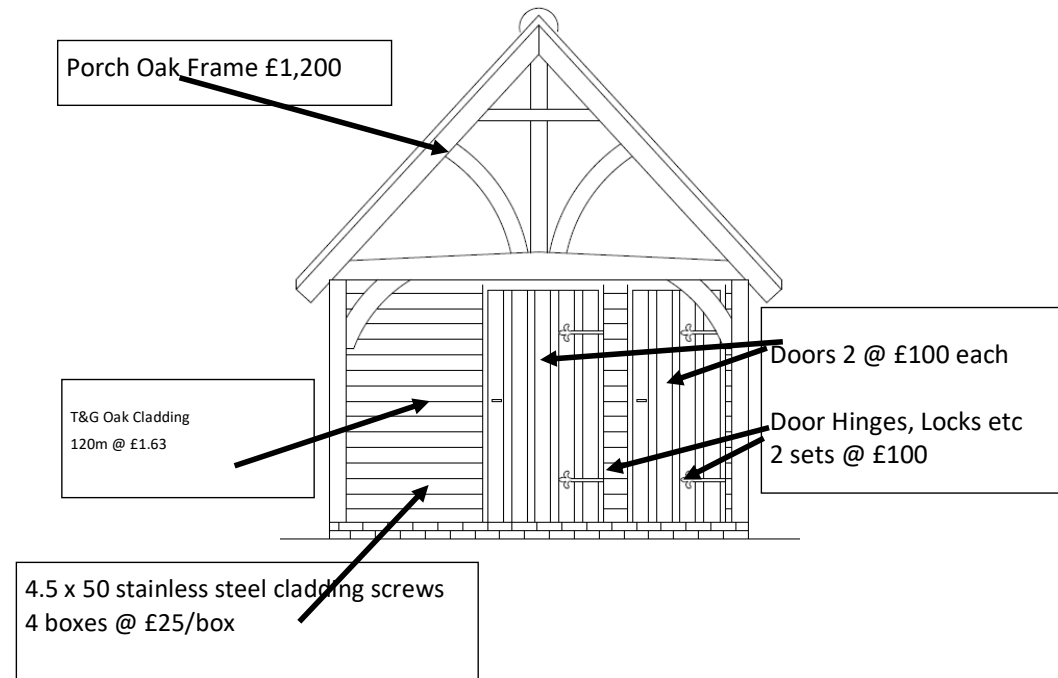 Porch Oak Frame £1,200
Doors 2 @ £100 each
T&G Oak Cladding
120m @ £1.63
Door Hinges, Locks etc
2 sets @ £100
4.5 x 50 stainless steel cladding screws
4 boxes @ £25/box